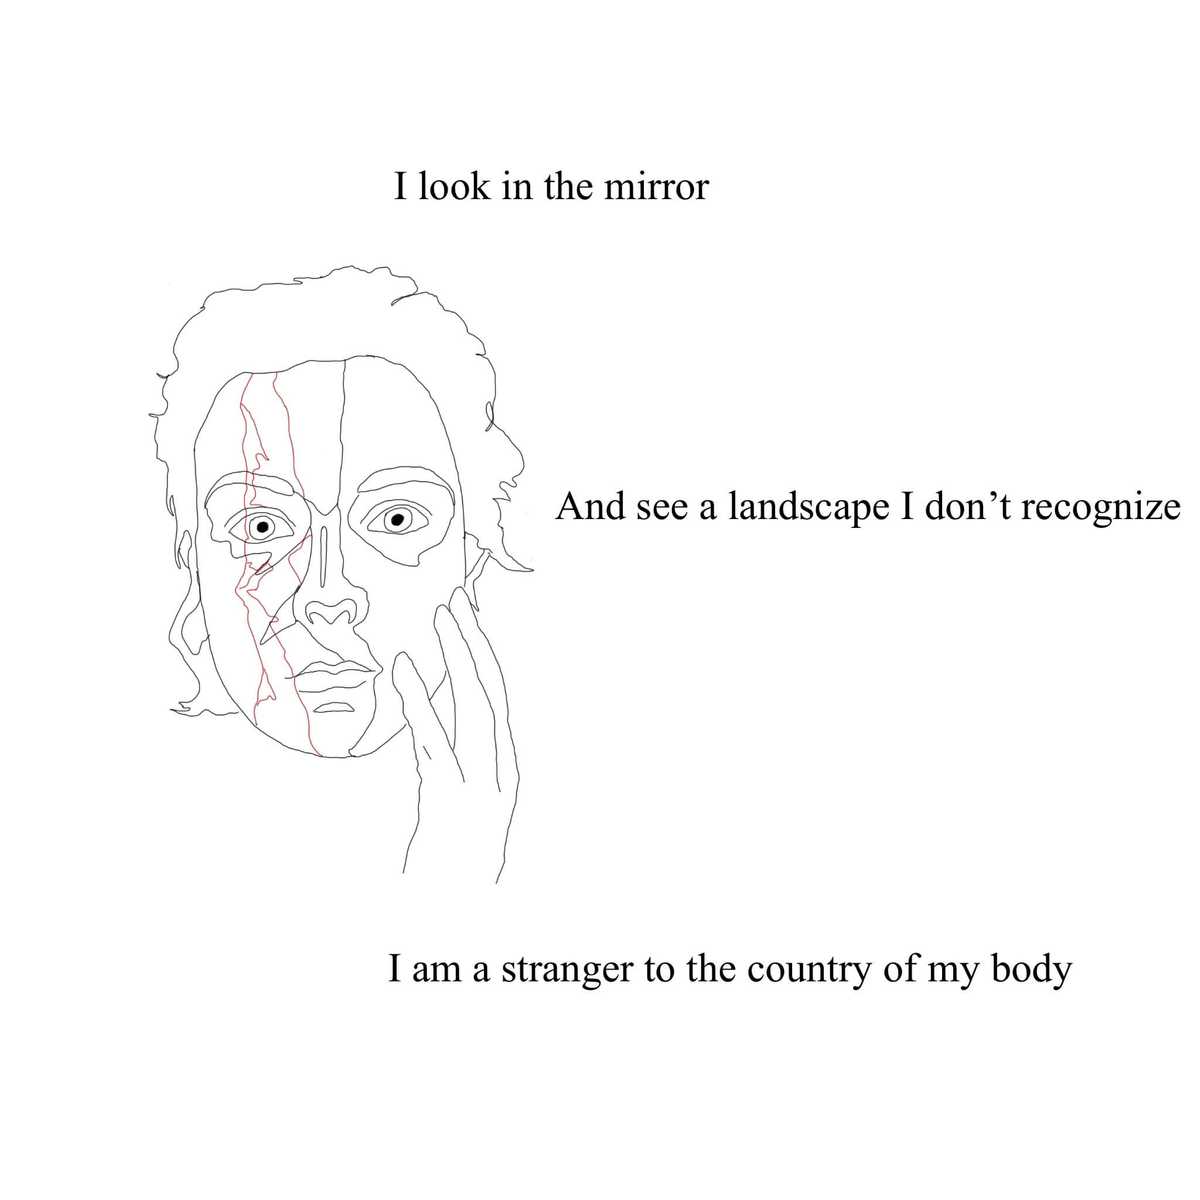 I look in the mirror
And see a landscape I don’t recognize
I am a stranger to the country of my body